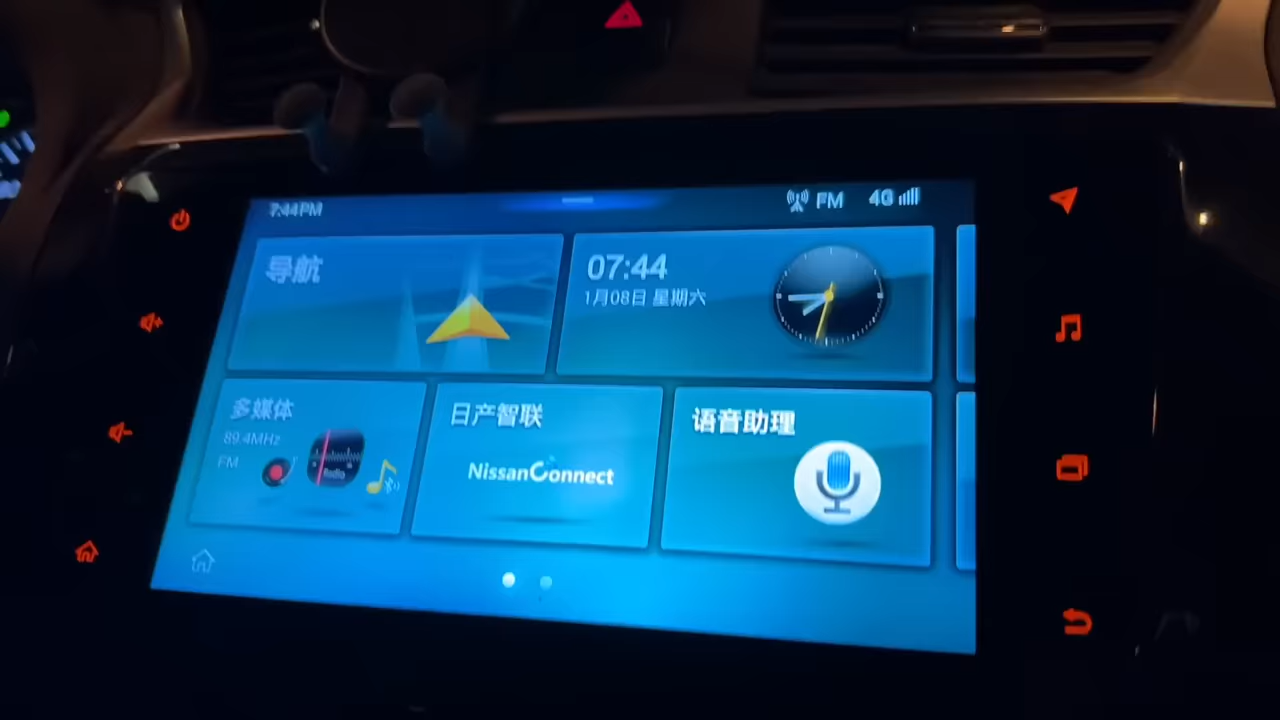 7:44PM
FM 4G
导航
07:44
1月08日 星期六
多媒体
89.4MHz
FM
Radio
日产智联
NissanConnect
语音助理